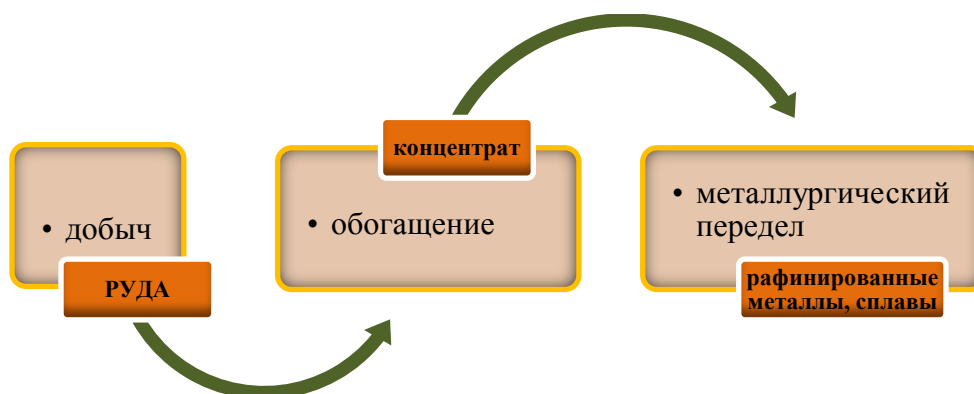 • добыч
РУДА
концентрат
• обогащение
• металлургический
передел
рафинированные
металлы, сплавы